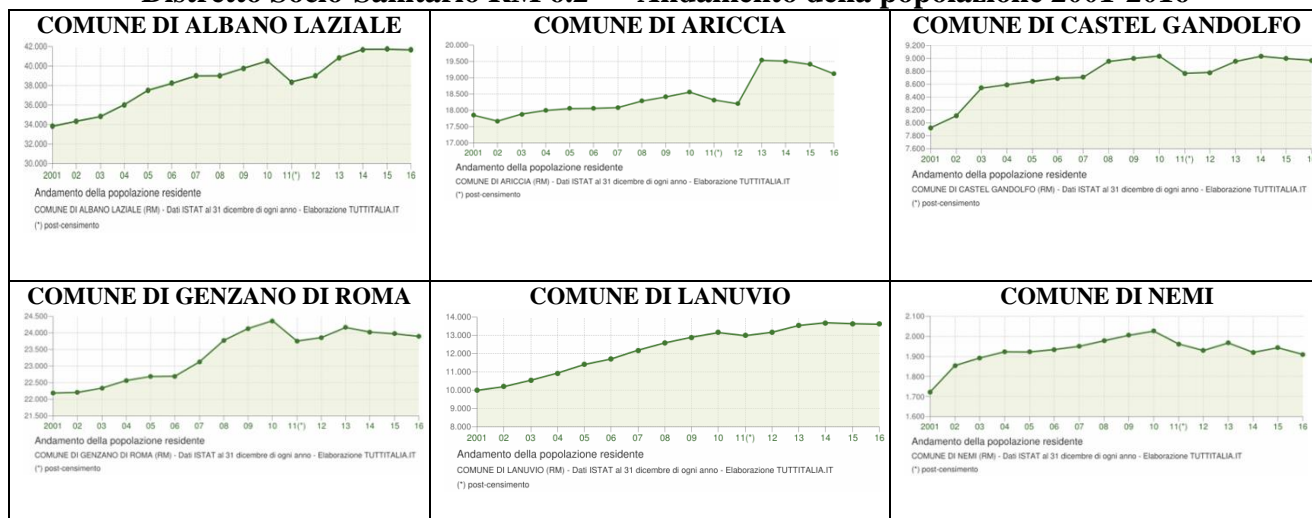 Distretto Socio-Sanitario RM 6.2 Andamento della popolazione 2001-2016
COMUNE DI ALBANO LAZIALE
42.000
40.000
38.000
36.000
34.000
32.000
30.000
2001 02 03 04 05 06 07 08 09 10 11(*) 12 13 14 15 16
Andamento della popolazione residente
COMUNE DI ALBANO LAZIALE (RM) - Dati ISTAT al 31 dicembre di ogni anno - Elaborazione TUTTITALIA.IT
(*) post-censimento
COMUNE DI ARICCIA
20.000
19.500
19.000
18.500
18.000
17.500
17.000
2001 02 03 04 05 06 07 08 09 10 11(*) 12 13 14 15 16
Andamento della popolazione residente
COMUNE DI ARICCIA (RM) - Dati ISTAT al 31 dicembre di ogni anno - Elaborazione TUTTITALIA.IT
(*) post-censimento
COMUNE DI CASTEL GANDOLFO
9.200
9.000
8.800
8.600
8.400
8.200
8.000
7.800
7.600
2001 02 03 04 05 06 07 08 09 10 11(*) 12 13 14 15
Andamento della popolazione residente
COMUNE DI CASTEL GANDOLFO (RM) - Dati ISTAT al 31 dicembre di ogni anno - Elaborazione TUTTITALIA.IT
(*) post-censimento
COMUNE DI GENZANO DI ROMA
24.500
24.000
23.500
23.000
22.500
22.000
21.500
2001 02 03 04 05 06 07 08 09 10 11(*) 12 13 14 15 16
Andamento della popolazione residente
COMUNE DI GENZANO DI ROMA (RM) - Dati ISTAT al 31 dicembre di ogni anno - Elaborazione TUTTITALIA.IT
(*) post-censimento
COMUNE DI LANUVIO
14.000
13.000
12.000
11.000
10.000
9.000
8.000
2001 02 03 04 05 06 07 08 09 10 11(*) 12 13 14 15 16
Andamento della popolazione residente
COMUNE DI LANUVIO (RM) - Dati ISTAT al 31 dicembre di ogni anno - Elaborazione TUTTITALIA.IT
(*) post-censimento
COMUNE DI NEMI
2.100
2.000
1.900
1.800
1.700
1.600
2001 02 03 04 05 06 07 08 09 10 11(*) 12 13 14 15 16
Andamento della popolazione residente
COMUNE DI NEMI (RM) - Dati ISTAT al 31 dicembre di ogni anno - Elaborazione TUTTITALIA.IT
(*) post-censimento